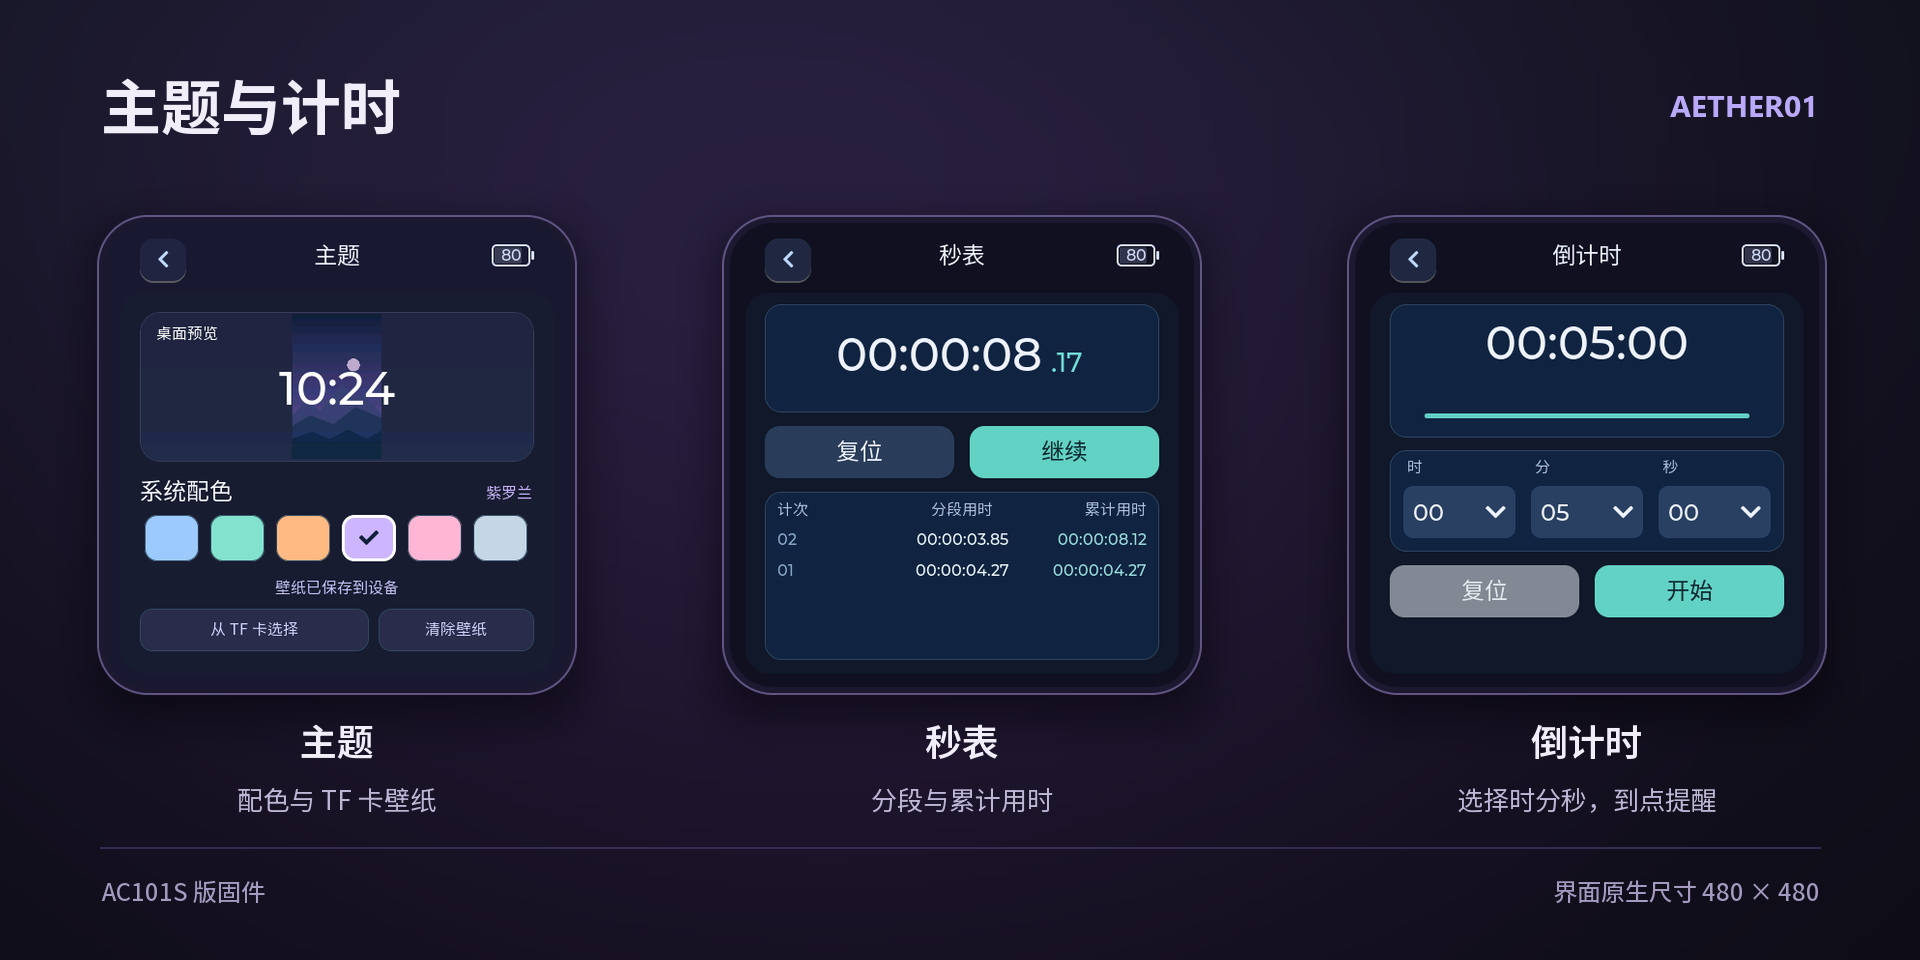 主题与计时
AETHER01
主题
80
桌面预览
10:24
系统配色
紫罗兰
壁纸已保存到设备
从 TF 卡选择
清除壁纸
主题
配色与 TF 卡壁纸
秒表
80
00:00:08 .17
复位
继续
计次 分段用时 累计用时
02 00:00:03.85 00:00:08.12
01 00:00:04.27 00:00:04.27
秒表
分段与累计用时
倒计时
80
00:05:00
时 分 秒
00 05 00
复位
开始
倒计时
选择时分秒，到点提醒
AC101S 版固件
界面原生尺寸 480 × 480